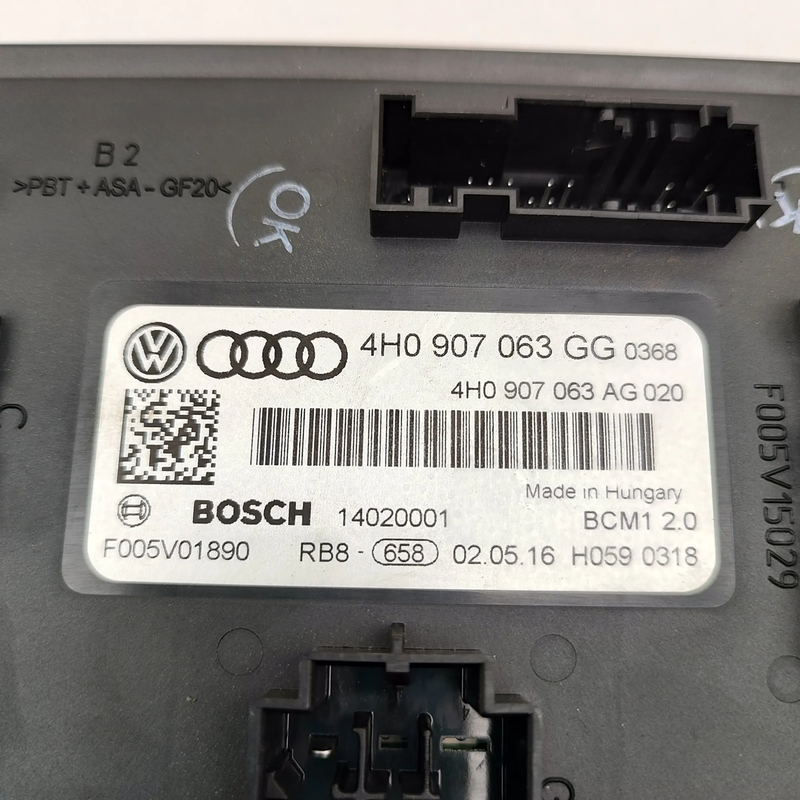 B 2
>PBT + ASA - GF20<
OK
4H0 907 063 GG 0368
4H0 907 063 AG 020
Made in Hungary
BOSCH 14020001 BCM1 2.0
F005V01890 RB8 - 658 02.05.16 H059 0318
F005V15029
C